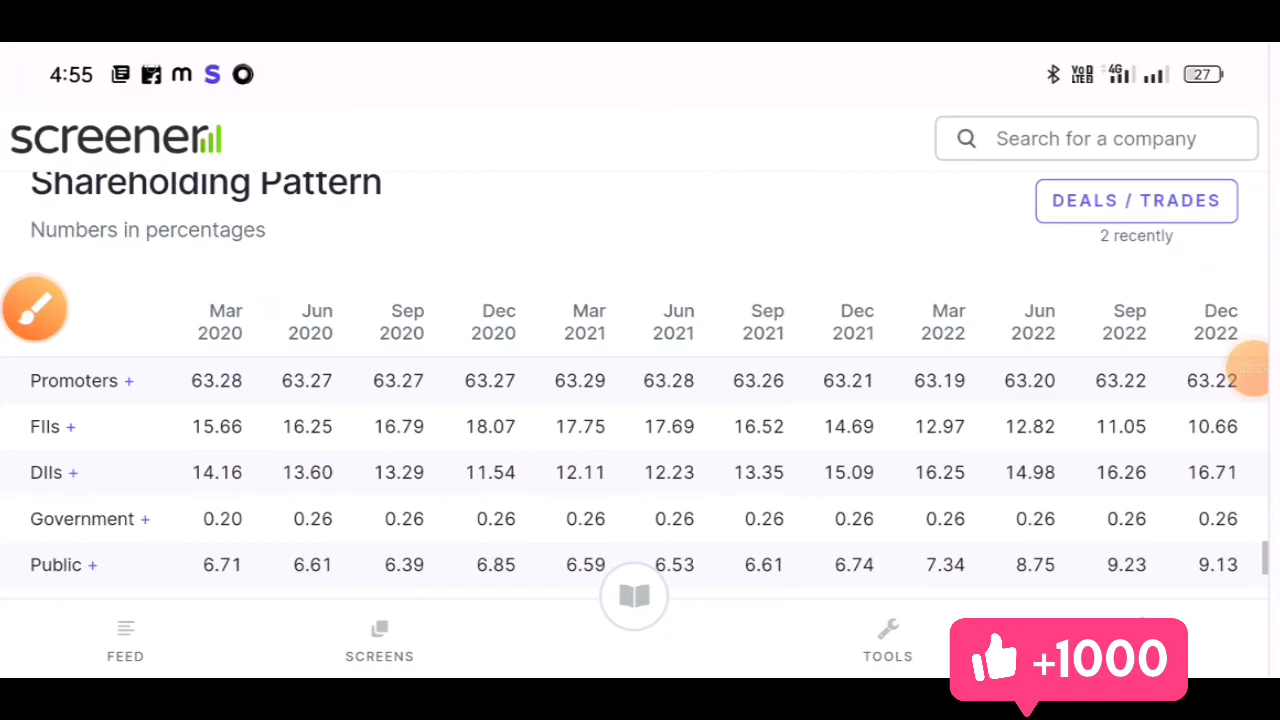 4:55 m S VoD LTE2 4G 27
screener Search for a company
Shareholding Pattern DEALS / TRADES
Numbers in percentages 2 recently
Mar 2020 Jun 2020 Sep 2020 Dec 2020 Mar 2021 Jun 2021 Sep 2021 Dec 2021 Mar 2022 Jun 2022 Sep 2022 Dec 2022
Promoters + 63.28 63.27 63.27 63.27 63.29 63.28 63.26 63.21 63.19 63.20 63.22 63.22
FIIs + 15.66 16.25 16.79 18.07 17.75 17.69 16.52 14.69 12.97 12.82 11.05 10.66
DIIs + 14.16 13.60 13.29 11.54 12.11 12.23 13.35 15.09 16.25 14.98 16.26 16.71
Government + 0.20 0.26 0.26 0.26 0.26 0.26 0.26 0.26 0.26 0.26 0.26 0.26
Public + 6.71 6.61 6.39 6.85 6.59 6.53 6.61 6.74 7.34 8.75 9.23 9.13
FEED SCREENS TOOLS
+1000